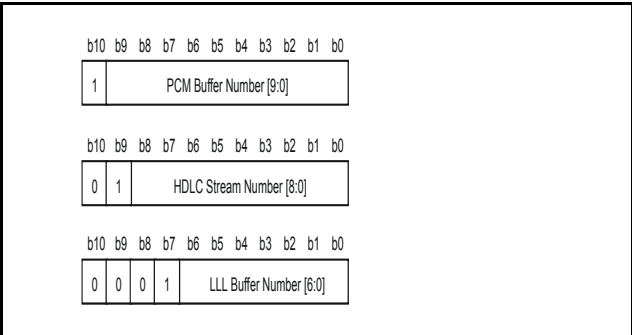 b10 b9 b8 b7 b6 b5 b4 b3 b2 b1 b0
1 PCM Buffer Number [9:0]
b10 b9 b8 b7 b6 b5 b4 b3 b2 b1 b0
0 1 HDLC Stream Number [8:0]
b10 b9 b8 b7 b6 b5 b4 b3 b2 b1 b0
0 0 0 1 LLL Buffer Number [6:0]